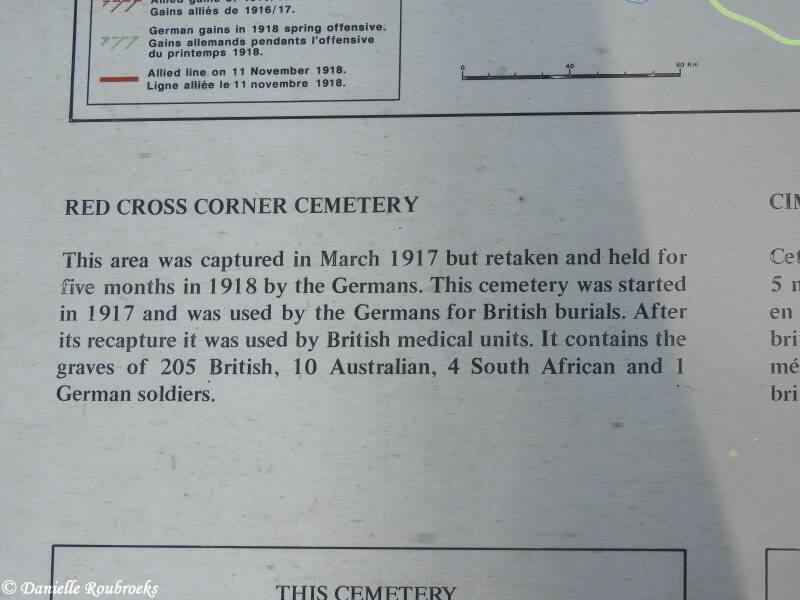 Gains alliés de 1916/17.
German gains in 1918 spring offensive.
Gains allemands pendants l'offensive
du printemps 1918.
Allied line on 11 November 1918.
Ligne alliée le 11 novembre 1918.
0 40 80 Km
RED CROSS CORNER CEMETERY
This area was captured in March 1917 but retaken and held for
five months in 1918 by the Germans. This cemetery was started
in 1917 and was used by the Germans for British burials. After
its recapture it was used by British medical units. It contains the
graves of 205 British, 10 Australian, 4 South African and 1
German soldiers.
CIM
Cet
5 m
en
bri
mé
bri
THIS CEMETERY
© Danielle Roubroeks